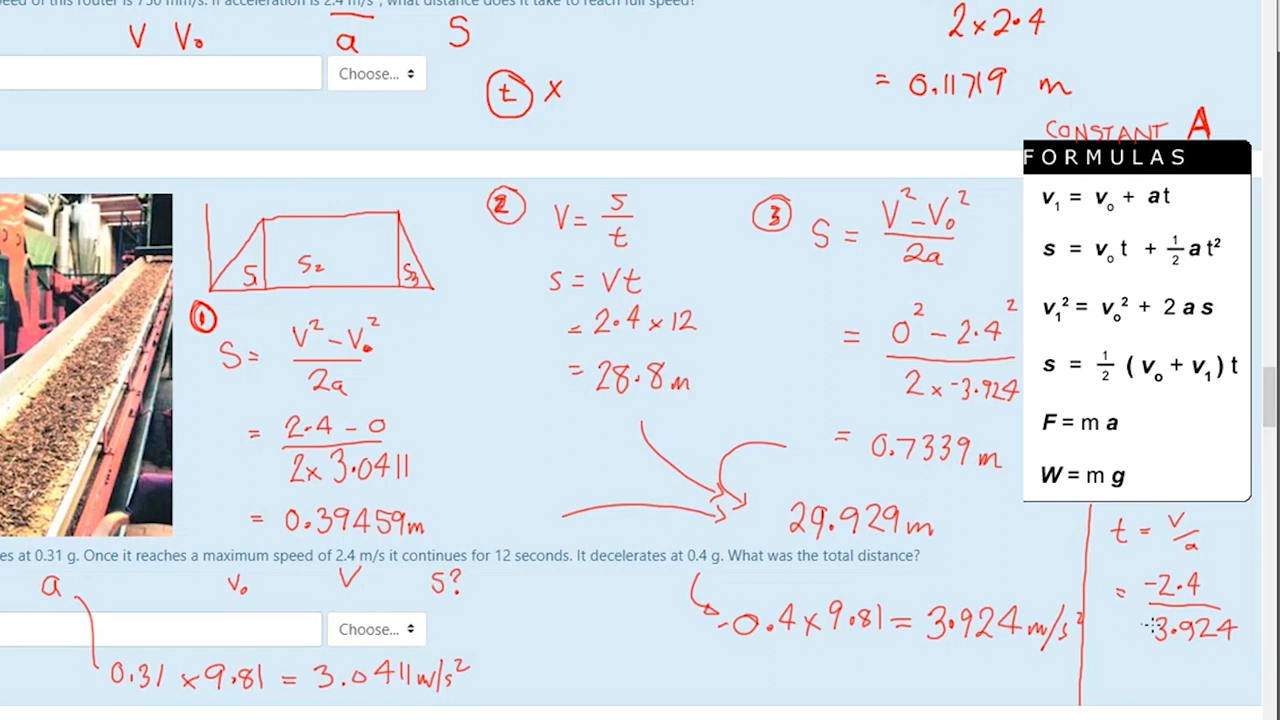 speed of this router is 750 mm/s. If acceleration is 2.4 m/s², what distance does it take to reach full speed?
V V₀ a S
Choose...
t x
2 x 2.4
= 0.11719 m
CONSTANT A
FORMULAS
v₁ = v₀ + at
s = v₀ t + ½ a t²
v₁² = v₀² + 2 a s
s = ½ ( v₀ + v₁ ) t
F = m a
W = m g
S₁ S₂ S₃
①
S = V² - V₀² / 2a
= 2.4 - 0 / 2 x 3.0411
= 0.39459 m
②
V = s / t
s = Vt
= 2.4 x 12
= 28.8 m
③
S = V² - V₀² / 2a
= 0² - 2.4² / 2 x -3.924
= 0.7339 m
29.929 m
t = V / a
= -2.4 / -3.924
es at 0.31 g. Once it reaches a maximum speed of 2.4 m/s it continues for 12 seconds. It decelerates at 0.4 g. What was the total distance?
a V₀ V S?
Choose...
-0.4 x 9.81 = 3.924 m/s²
0.31 x 9.81 = 3.0411 m/s²